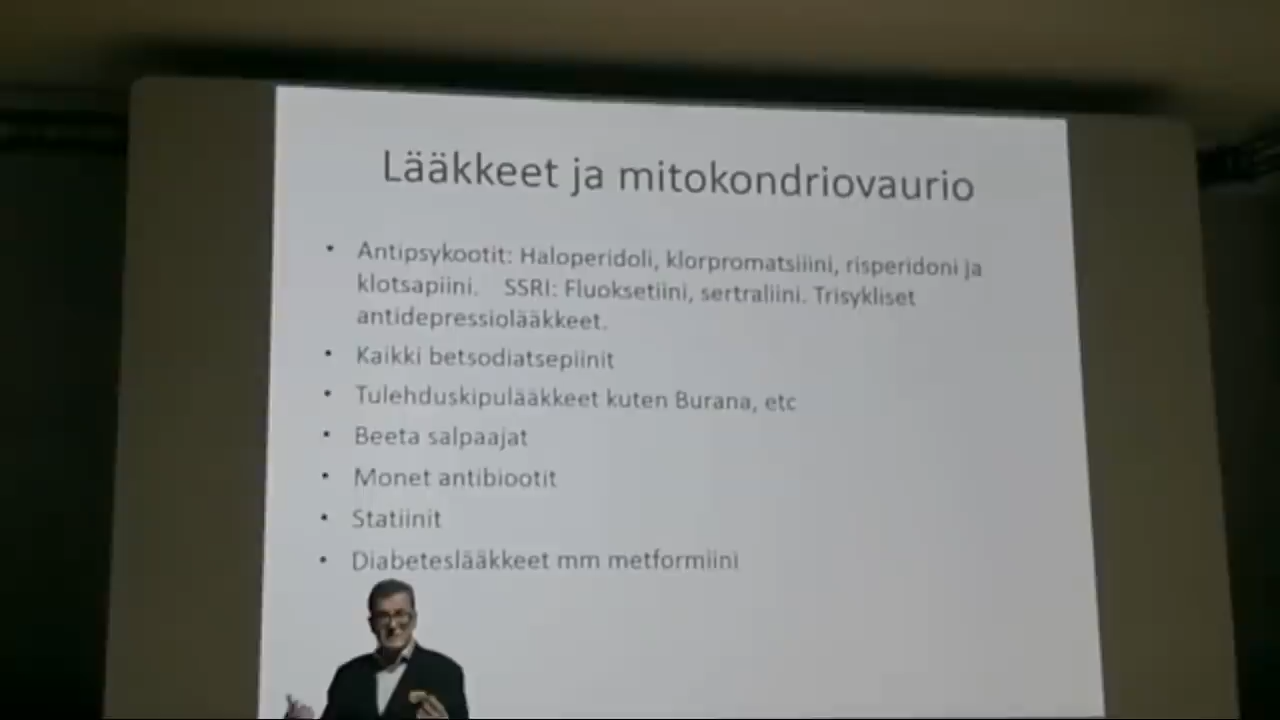 Lääkkeet ja mitokondriovaurio
• Antipsykootit: Haloperidoli, klorpromatsiiini, risperidoni ja
klotsapiini. SSRI: Fluoksetiini, sertraliini. Trisykliset
antidepressiolääkkeet.
• Kaikki betsodiatsepiinit
• Tulehduskipulääkkeet kuten Burana, etc
• Beeta salpaajat
• Monet antibiootit
• Statiinit
• Diabeteslääkkeet mm metformiini